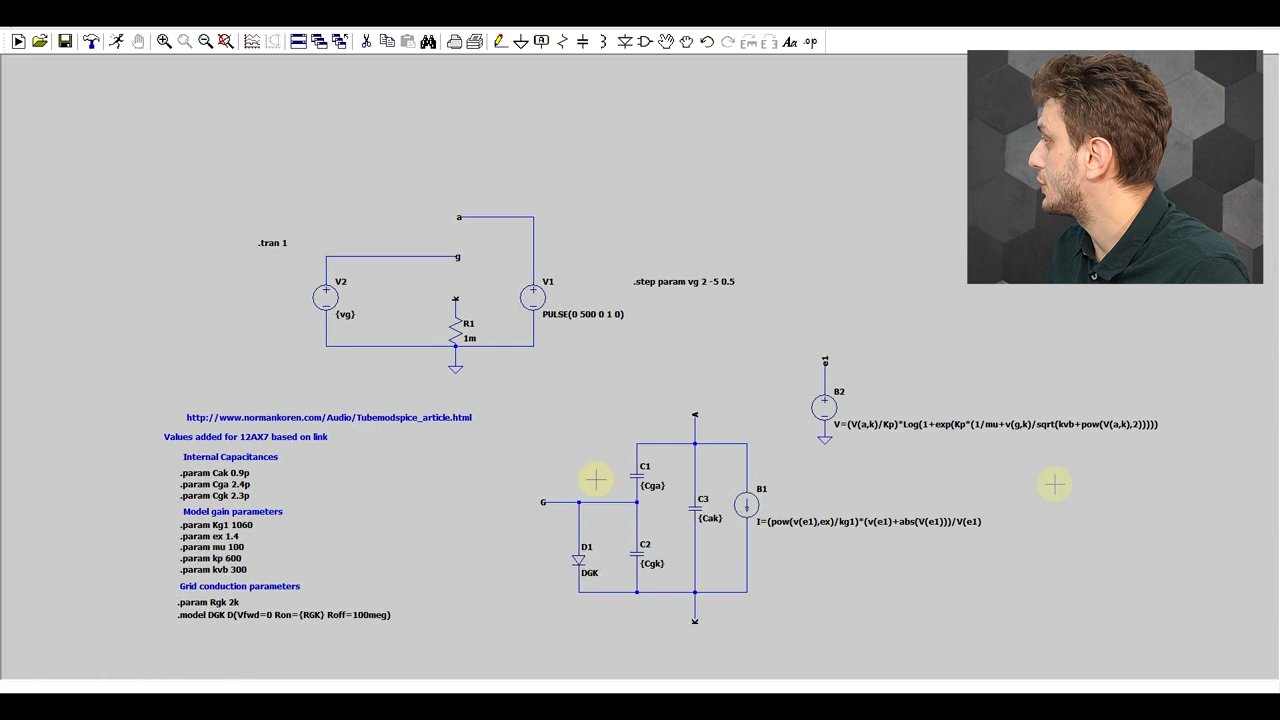 Aα .op
a
.tran 1
g
V2
V1
.step param vg 2 -5 0.5
K
{vg}
PULSE(0 500 0 1 0)
R1
1m
e1
B2
V=(V(a,k)/Kp)*Log(1+exp(Kp*(1/mu+v(g,k)/sqrt(kvb+pow(V(a,k),2)))))
http://www.normankoren.com/Audio/Tubemodspice_article.html
Values added for 12AX7 based on link
Internal Capacitances
.param Cak 0.9p
.param Cga 2.4p
.param Cgk 2.3p
Model gain parameters
.param Kg1 1060
.param ex 1.4
.param mu 100
.param kp 600
.param kvb 300
Grid conduction parameters
.param Rgk 2k
.model DGK D(Vfwd=0 Ron={RGK} Roff=100meg)
A
C1
{Cga}
G
C3
{Cak}
B1
I=(pow(v(e1),ex)/kg1)*(v(e1)+abs(V(e1)))/V(e1)
D1
DGK
C2
{Cgk}
K